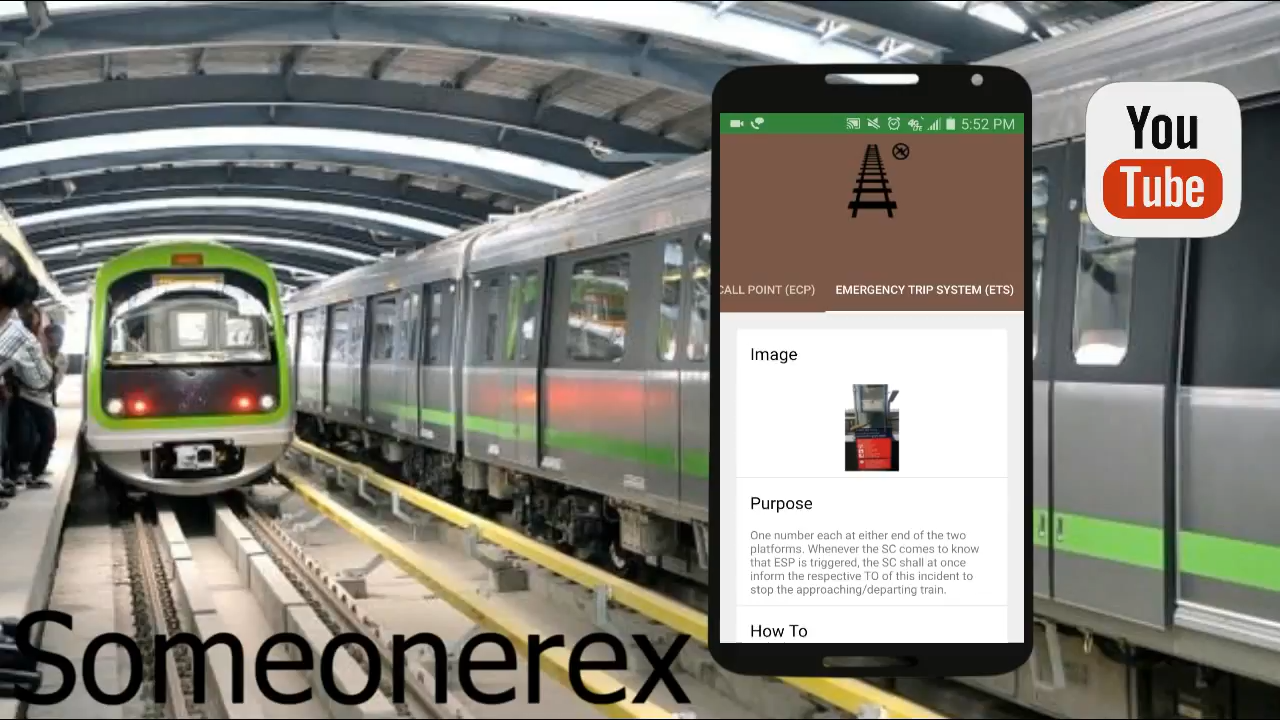 You
Tube
4G
LTE
5:52 PM
CALL POINT (ECP)
EMERGENCY TRIP SYSTEM (ETS)
Image
Purpose
One number each at either end of the two
platforms. Whenever the SC comes to know
that ESP is triggered, the SC shall at once
inform the respective TO of this incident to
stop the approaching/departing train.
How To
Someonerex